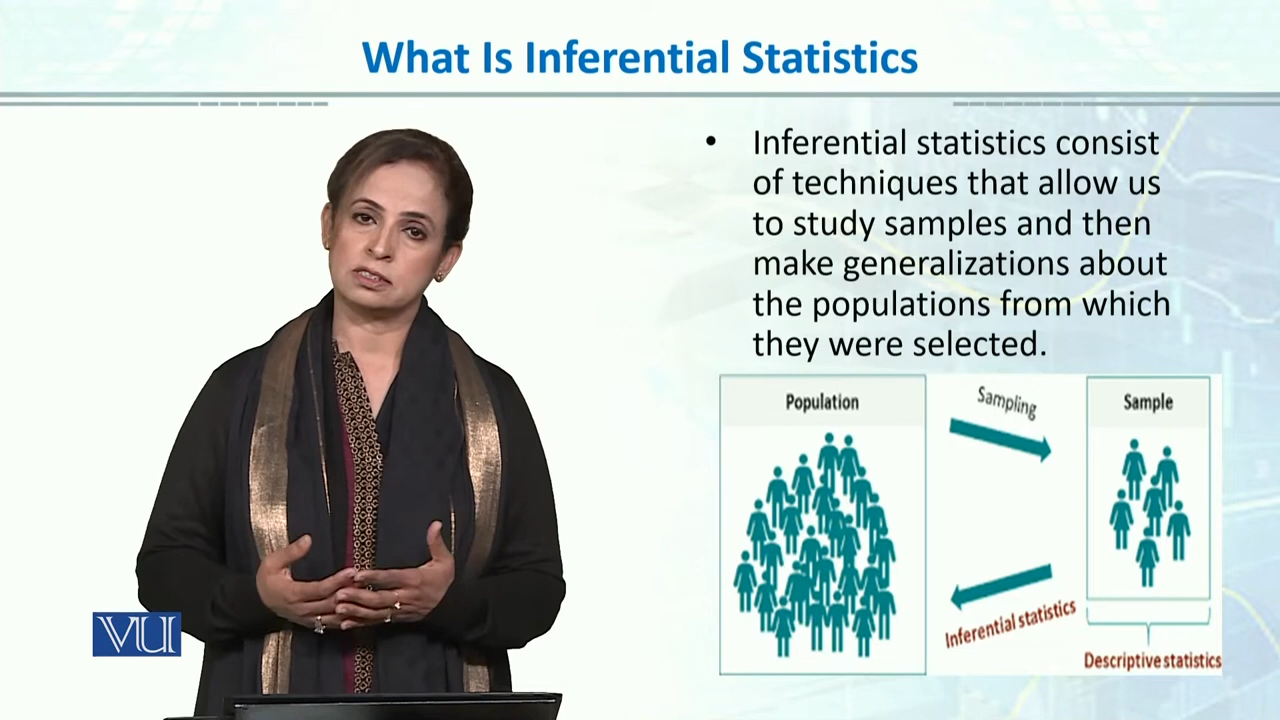 What Is Inferential Statistics
• Inferential statistics consist
of techniques that allow us
to study samples and then
make generalizations about
the populations from which
they were selected.
Population
Sampling
Sample
Inferential statistics
Descriptive statistics
VU